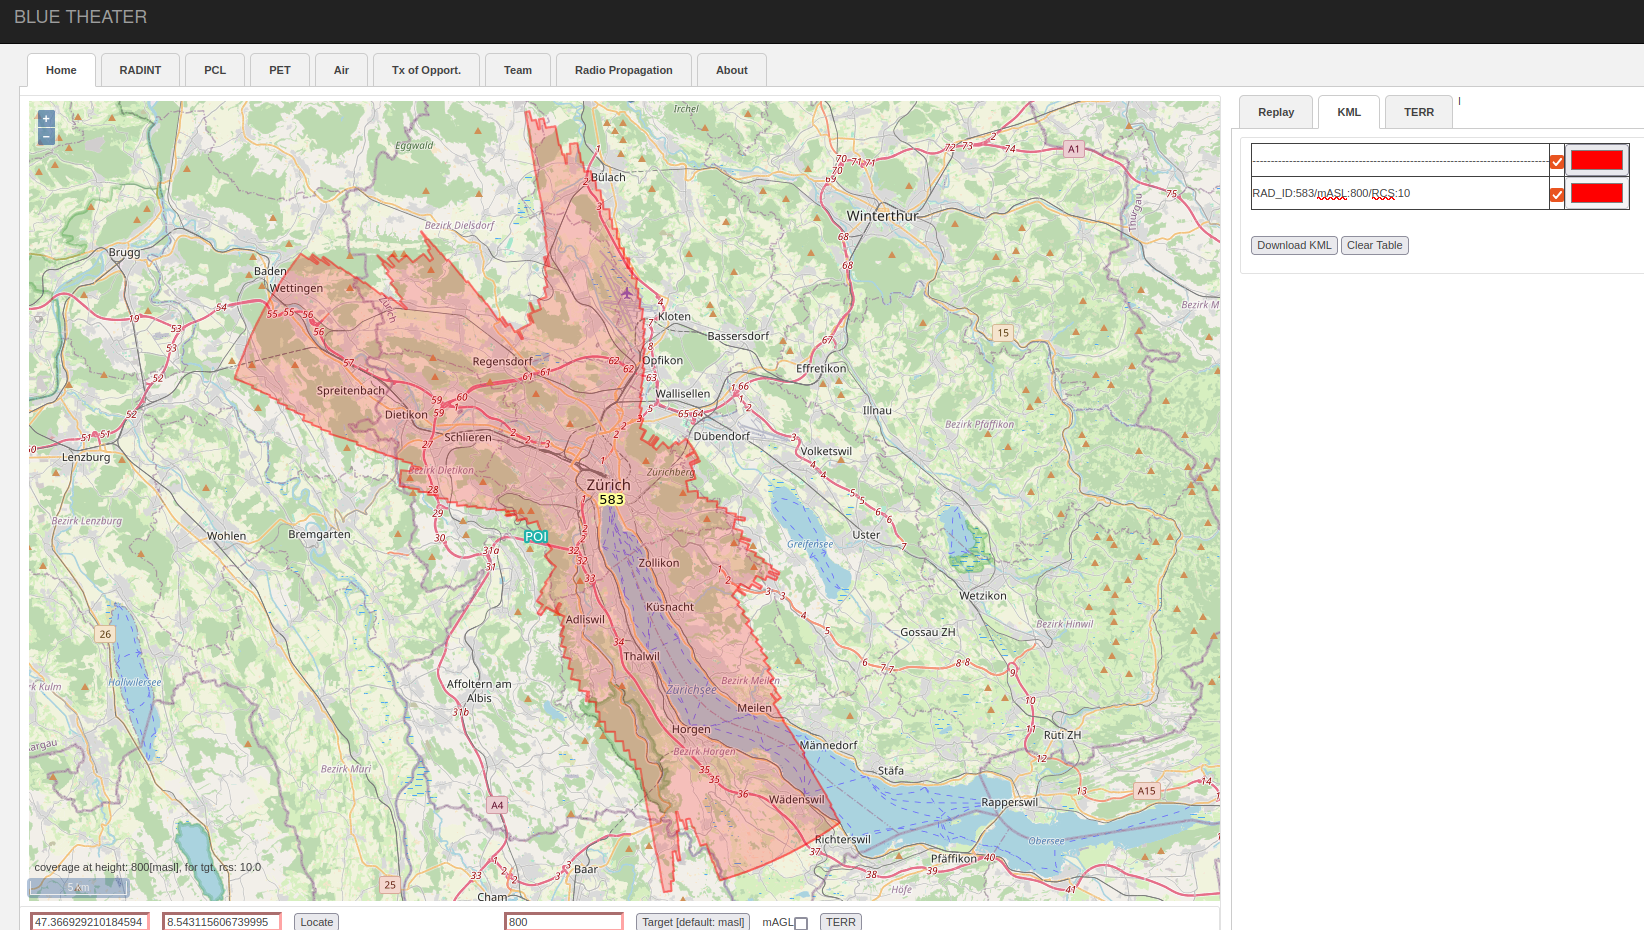 BLUE THEATER
Home
RADINT
PCL
PET
Air
Tx of Opport.
Team
Radio Propagation
About
+
−
Replay
KML
TERR
RAD_ID:583/mASL:800/RCS:10
Download KML
Clear Table
Irchel
Eggwald
A1
Bülach
Winterthur
Thurgau
Bezirk Dielsdorf
Brugg
Baden
Wettingen
Zürich
Kloten
Bassersdorf
Bezirk M
15
Regensdorf
Opfikon
Effretikon
Spreitenbach
Wallisellen
Illnau
Dietikon
Bezirk Pfäffikon
Schlieren
Dübendorf
Lenzburg
Volketswil
Bezirk Dietikon
Zürichberg
Zürich
583
Bezirk Lenzburg
Wohlen
Bremgarten
POI
Greifensee
Uster
Zollikon
Wetzikon
Küsnacht
Adliswil
Bezirk Hinwil
26
Gossau ZH
Thalwil
Hallwilersee
rk Kulm
Affoltern am
Albis
Zürichsee
Bezirk Meilen
Meilen
Horgen
Rüti ZH
Bezirk Horgen
Männedorf
argau
Bezirk Muri
Stäfa
A15
Wädenswil
Rapperswil
A4
Richterswil
Obersee
Pfäffikon
Baar
Höfe
25
Cham
coverage at height: 800[masl], for tgt. rcs: 10.0
5 km
47.366929210184594
8.543115606739995
Locate
800
Target [default: masl]
mAGL
TERR